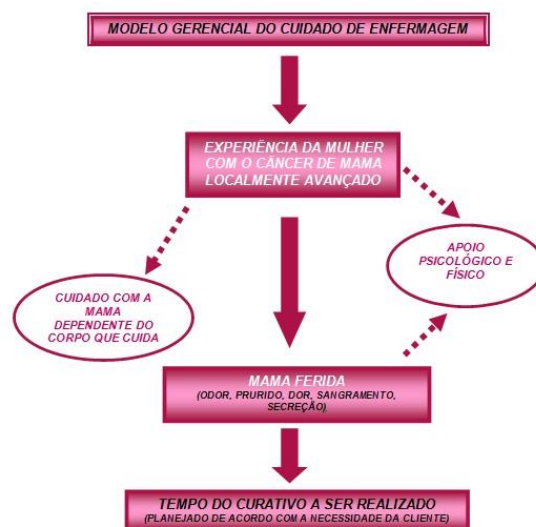 MODELO GERENCIAL DO CUIDADO DE ENFERMAGEM
EXPERIÊNCIA DA MULHER
COM O CÂNCER DE MAMA
LOCALMENTE AVANÇADO
APOIO
PSICOLÓGICO E
FÍSICO
CUIDADO COM A
MAMA
DEPENDENTE DO
CORPO QUE CUIDA
MAMA FERIDA
(ODOR, PRURIDO, DOR, SANGRAMENTO,
SECREÇÃO)
TEMPO DO CURATIVO A SER REALIZADO
(PLANEJADO DE ACORDO COM A NECESSIDADE DA CLIENTE)